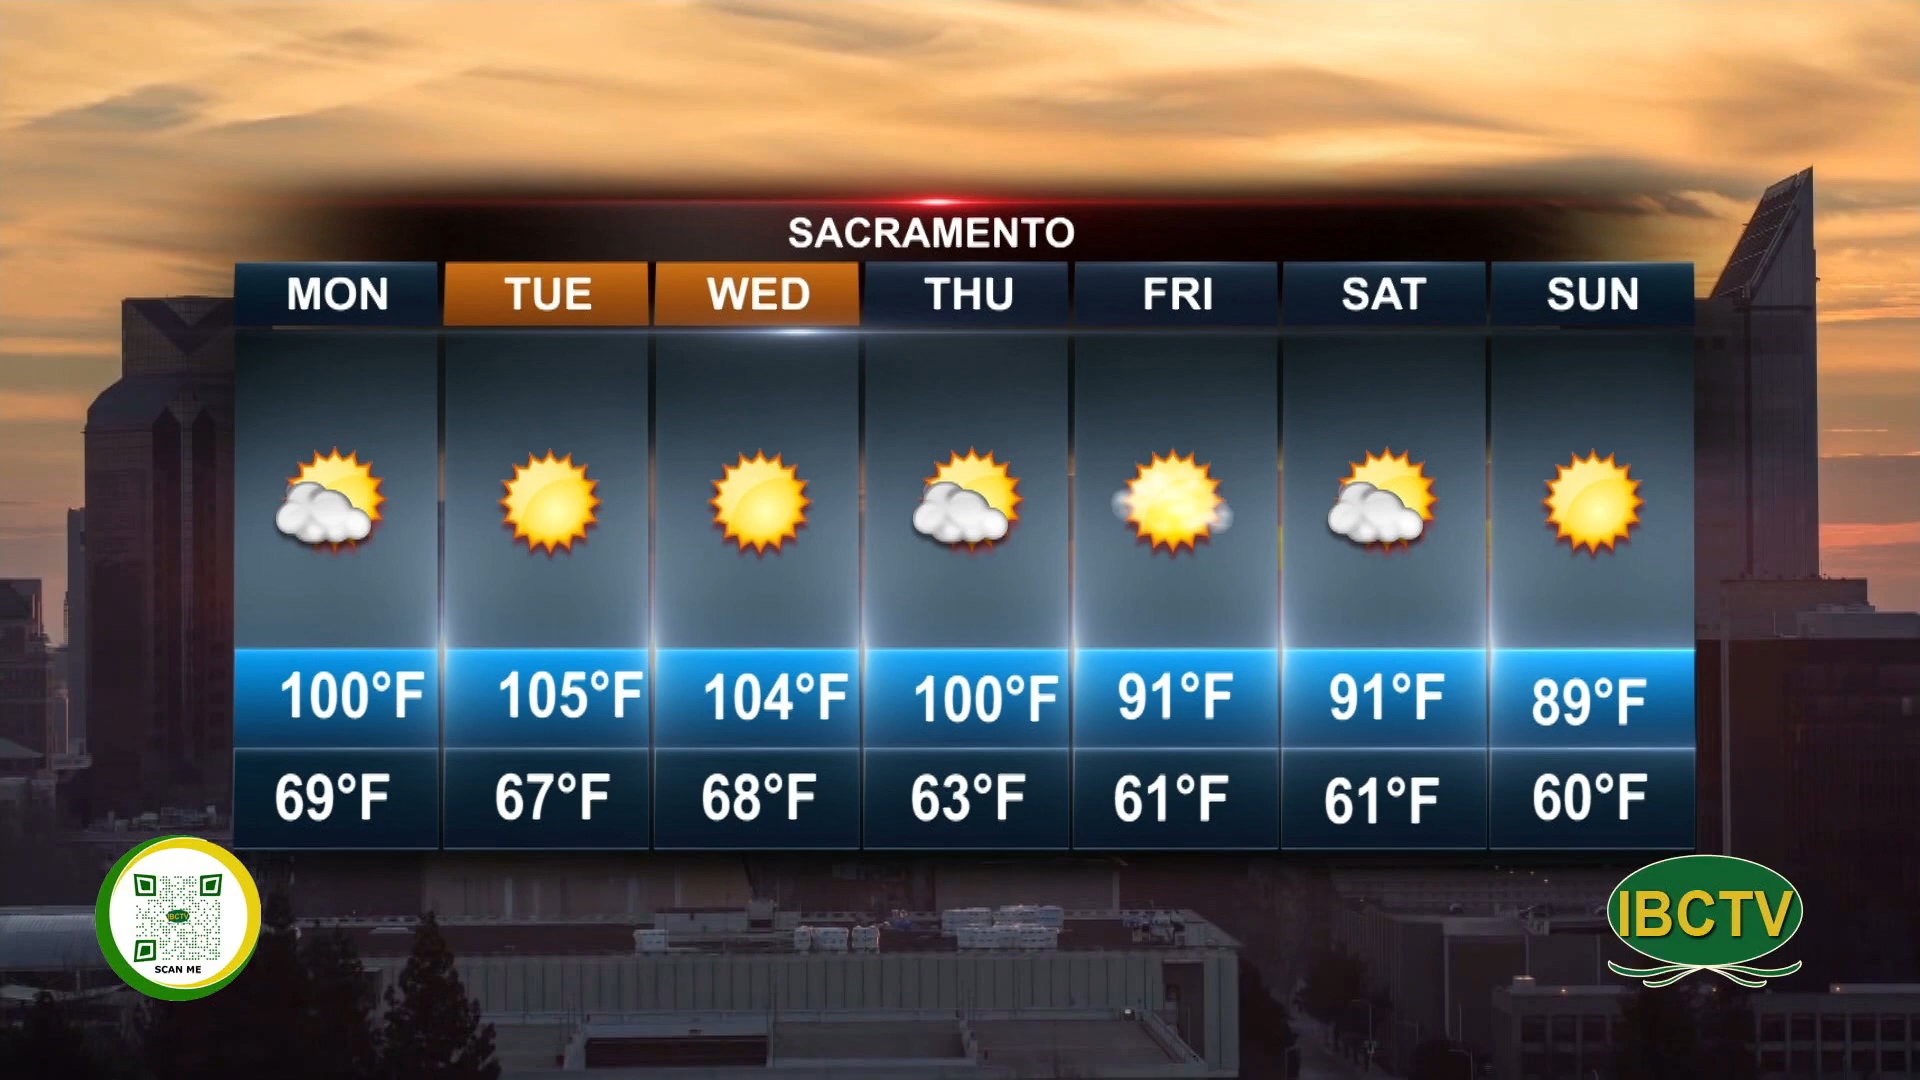 SACRAMENTO
MON TUE WED THU FRI SAT SUN
100°F 105°F 104°F 100°F 91°F 91°F 89°F
69°F 67°F 68°F 63°F 61°F 61°F 60°F
IBCTV
SCAN ME
IBCTV